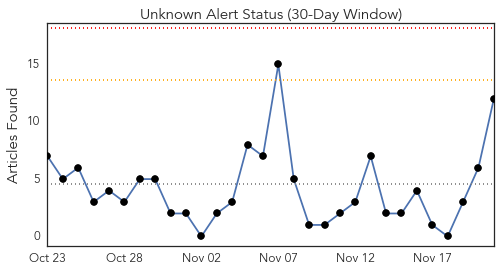 Unknown Alert Status (30-Day Window)
Articles Found
15
10
5
0
Oct 23 Oct 28 Nov 02 Nov 07 Nov 12 Nov 17